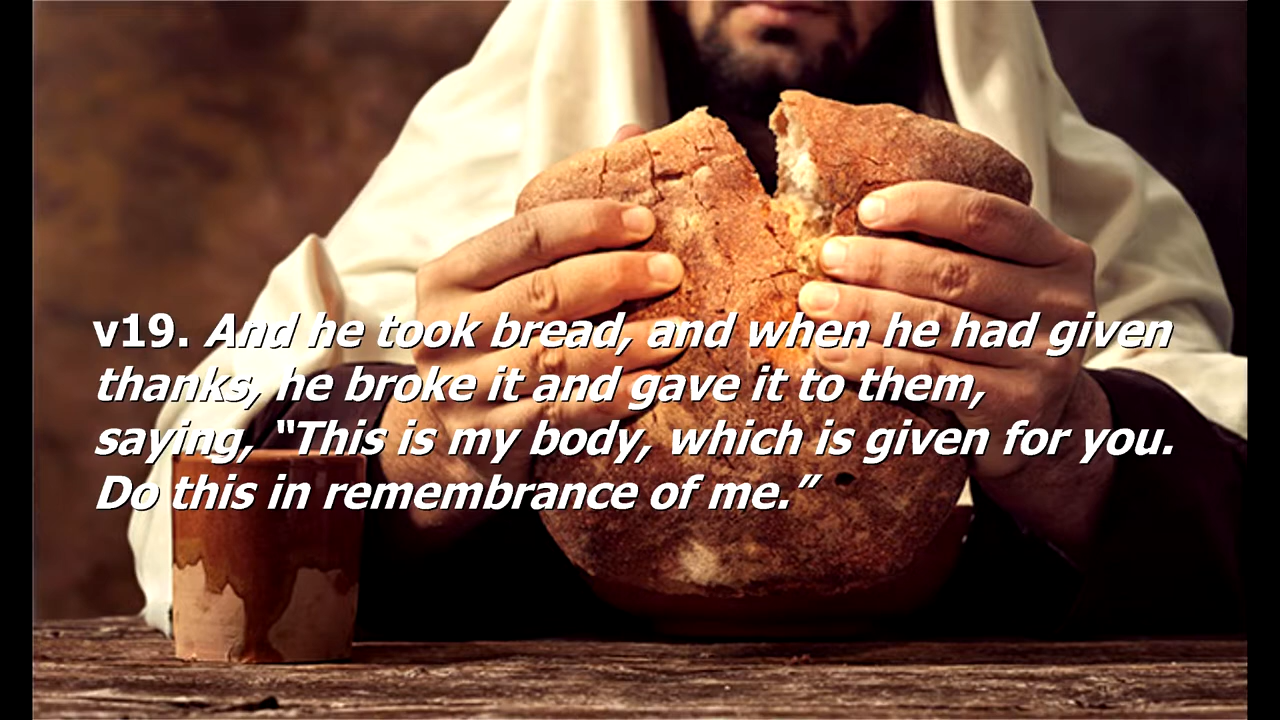 v19. And he took bread, and when he had given
thanks, he broke it and gave it to them,
saying, “This is my body, which is given for you.
Do this in remembrance of me.”